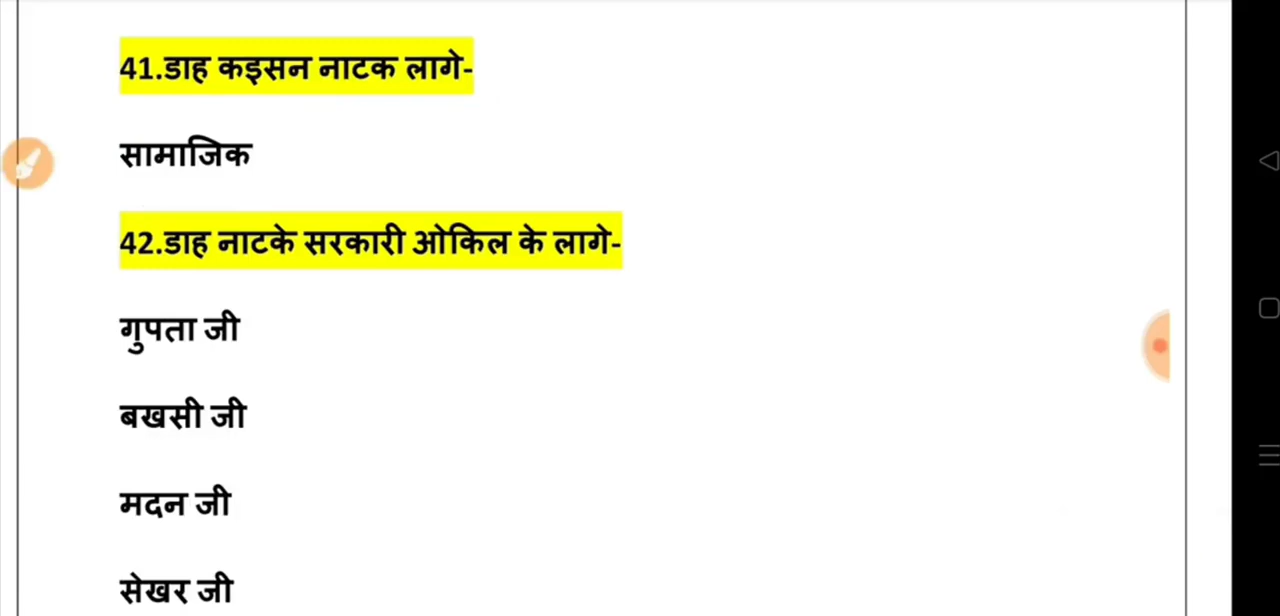 41.डाह कइसन नाटक लागे-
सामाजिक
42.डाह नाटके सरकारी ओकिल के लागे-
गुपता जी
बखसी जी
मदन जी
सेखर जी